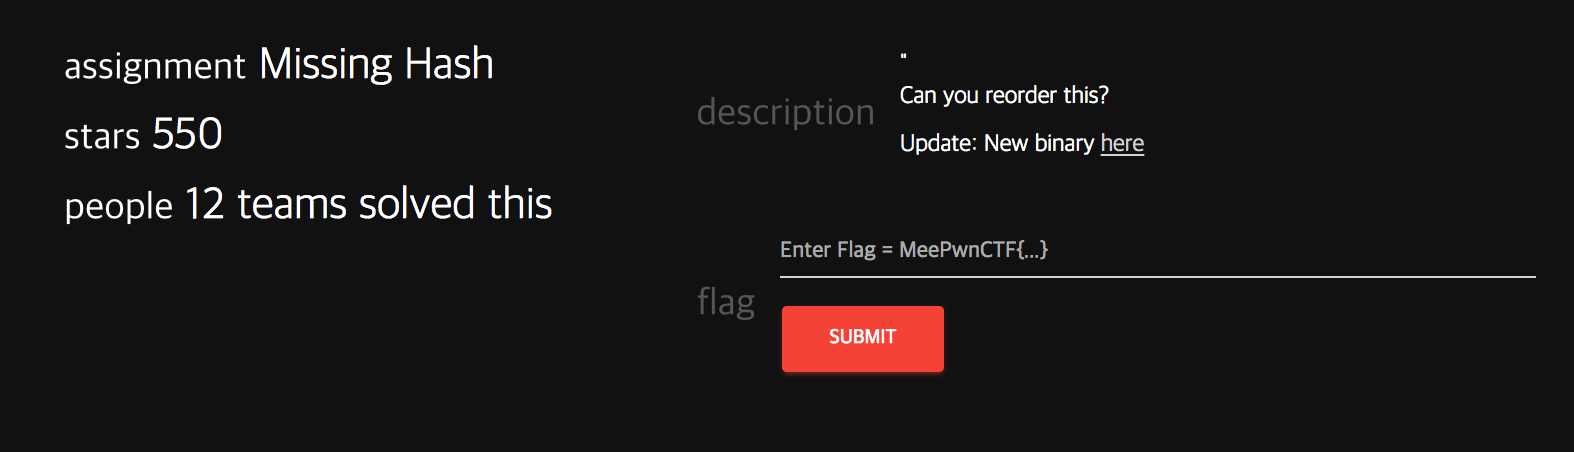 assignment Missing Hash
stars 550
people 12 teams solved this
description
"
Can you reorder this?
Update: New binary here
flag
Enter Flag = MeePwnCTF{...}
SUBMIT